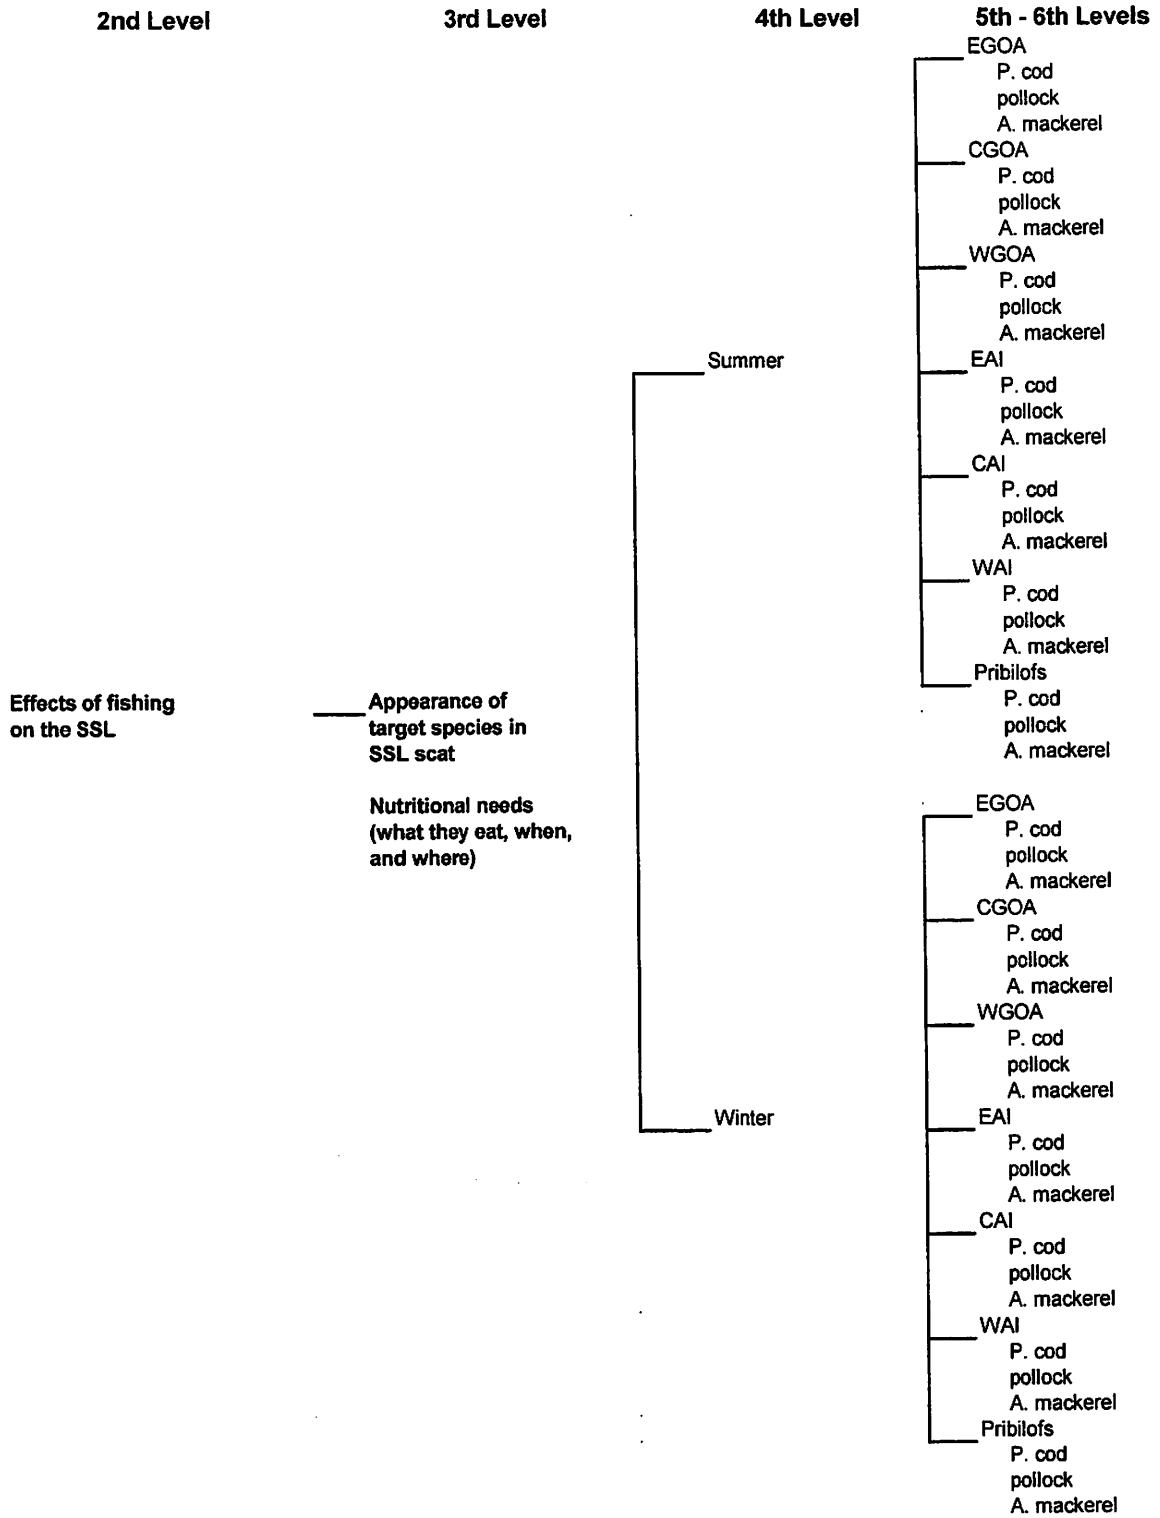 2nd Level 3rd Level 4th Level 5th - 6th Levels
EGOA
P. cod
pollock
A. mackerel
CGOA
P. cod
pollock
A. mackerel
WGOA
P. cod
pollock
A. mackerel
Summer
EAI
P. cod
pollock
A. mackerel
CAI
P. cod
pollock
A. mackerel
WAI
P. cod
pollock
A. mackerel
Pribilofs
P. cod
pollock
A. mackerel
Effects of fishing
on the SSL
Appearance of
target species in
SSL scat
Nutritional needs
(what they eat, when,
and where)
EGOA
P. cod
pollock
A. mackerel
CGOA
P. cod
pollock
A. mackerel
WGOA
P. cod
pollock
A. mackerel
Winter
EAI
P. cod
pollock
A. mackerel
CAI
P. cod
pollock
A. mackerel
WAI
P. cod
pollock
A. mackerel
Pribilofs
P. cod
pollock
A. mackerel